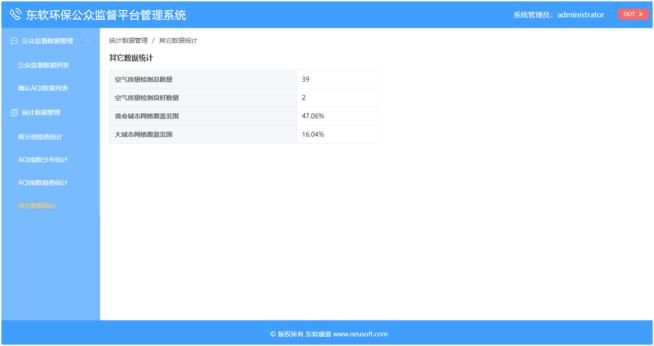 东软环保公众监督平台管理系统
系统管理员：administrator
OUT
公众监督数据管理
公众监督数据列表
确认AQI数据列表
统计数据管理
省分组检查统计
AQI指数分布统计
AQI指数趋势统计
其它数据统计
统计数据管理 / 其它数据统计
其它数据统计
空气质量检测总数量 39
空气质量检测良好数量 2
省会城市网格覆盖范围 47.06%
大城市网格覆盖范围 16.04%
© 版权所有 东软睿道 www.neusoft.com